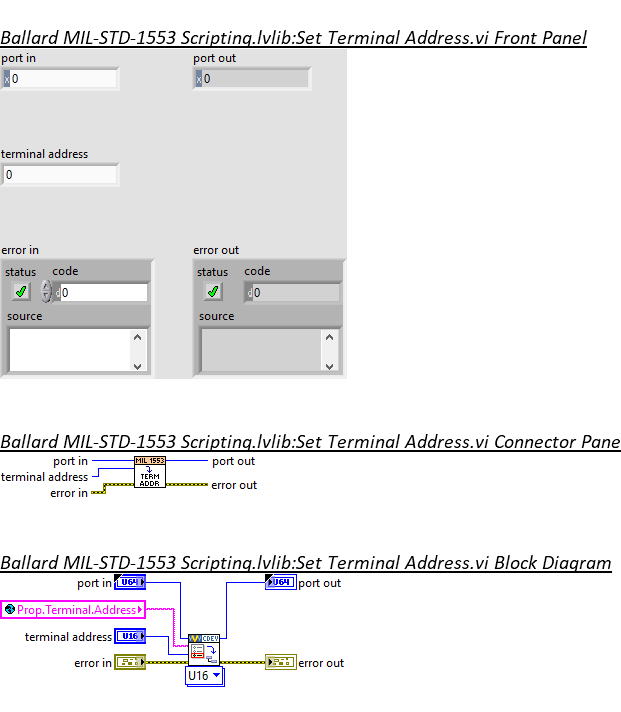 Ballard MIL-STD-1553 Scripting.lvlib:Set Terminal Address.vi Front Panel
port in
port out
x 0
x 0
terminal address
0
error in
error out
status code
status code
d 0
d 0
source
source
Ballard MIL-STD-1553 Scripting.lvlib:Set Terminal Address.vi Connector Pane
port in
MIL 1553
port out
terminal address
TERM
ADDR
error in
error out
Ballard MIL-STD-1553 Scripting.lvlib:Set Terminal Address.vi Block Diagram
port in
U64
U64
port out
Prop.Terminal.Address
terminal address
U16
CDEV
error in
error out
U16